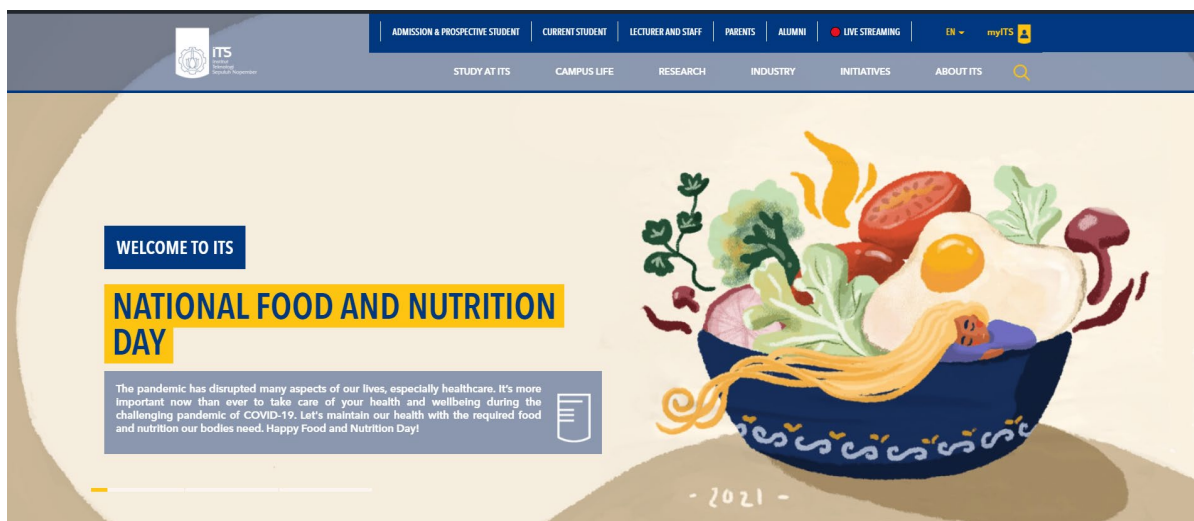 ADMISSION & PROSPECTIVE STUDENT
CURRENT STUDENT
LECTURER AND STAFF
PARENTS
ALUMNI
LIVE STREAMING
EN
myITS
iTS
Institut
Teknologi
Sepuluh Nopember
STUDY AT ITS
CAMPUS LIFE
RESEARCH
INDUSTRY
INITIATIVES
ABOUT ITS
WELCOME TO ITS
NATIONAL FOOD AND NUTRITION
DAY
The pandemic has disrupted many aspects of our lives, especially healthcare. It's more
important now than ever to take care of your health and wellbeing during the
challenging pandemic of COVID-19. Let's maintain our health with the required food
and nutrition our bodies need. Happy Food and Nutrition Day!
- 2021 -